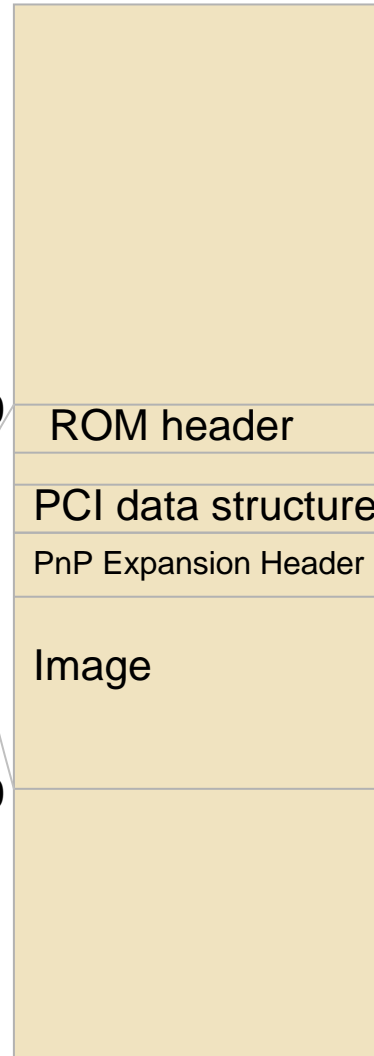 ROM header
PCI data structure
PnP Expansion Header
Image